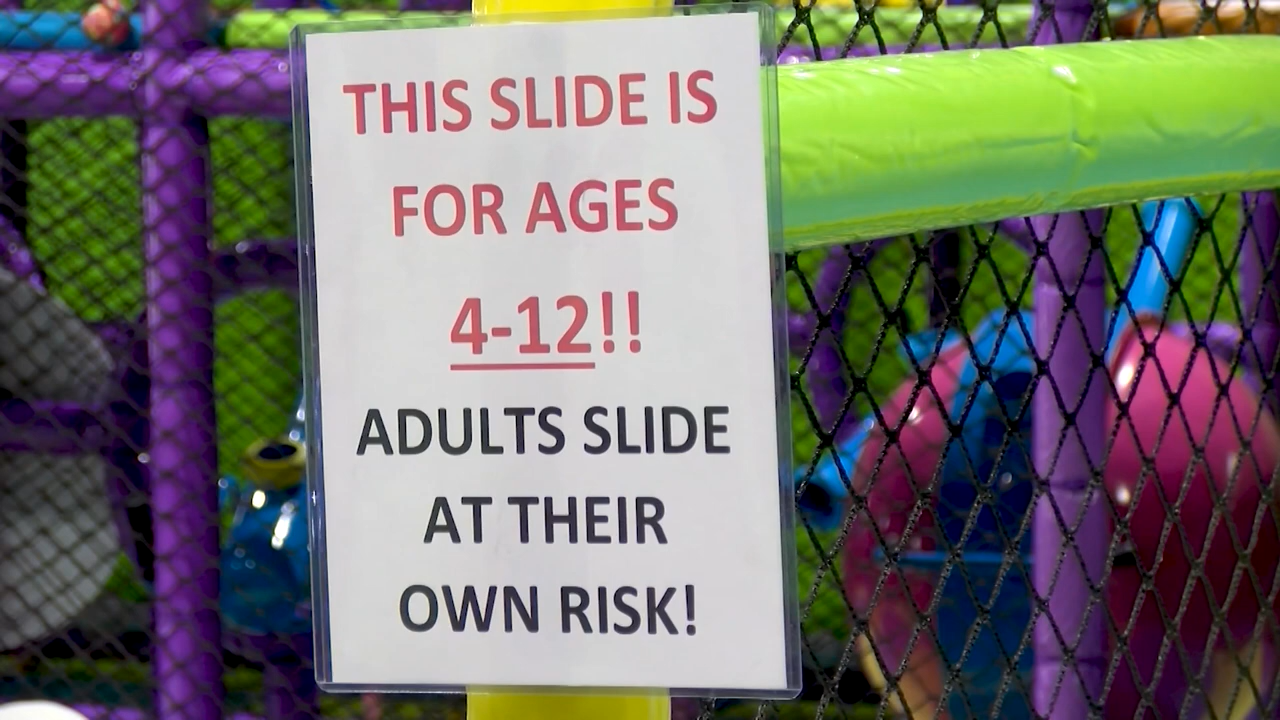 THIS SLIDE IS
FOR AGES
4-12!!
ADULTS SLIDE
AT THEIR
OWN RISK!